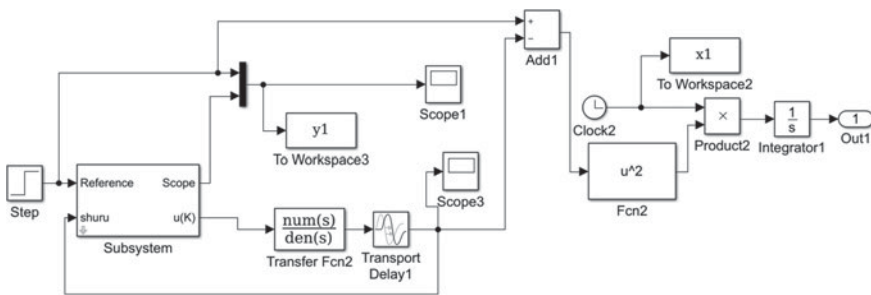 +
−
Add1
x1
To Workspace2
Scope1
Clock2
×
Product2
1
s
Integrator1
1
Out1
y1
To Workspace3
u^2
Fcn2
Step
Reference
Scope
shuru
u(K)
Subsystem
Scope3
num(s)
den(s)
Transfer Fcn2
Transport
Delay1